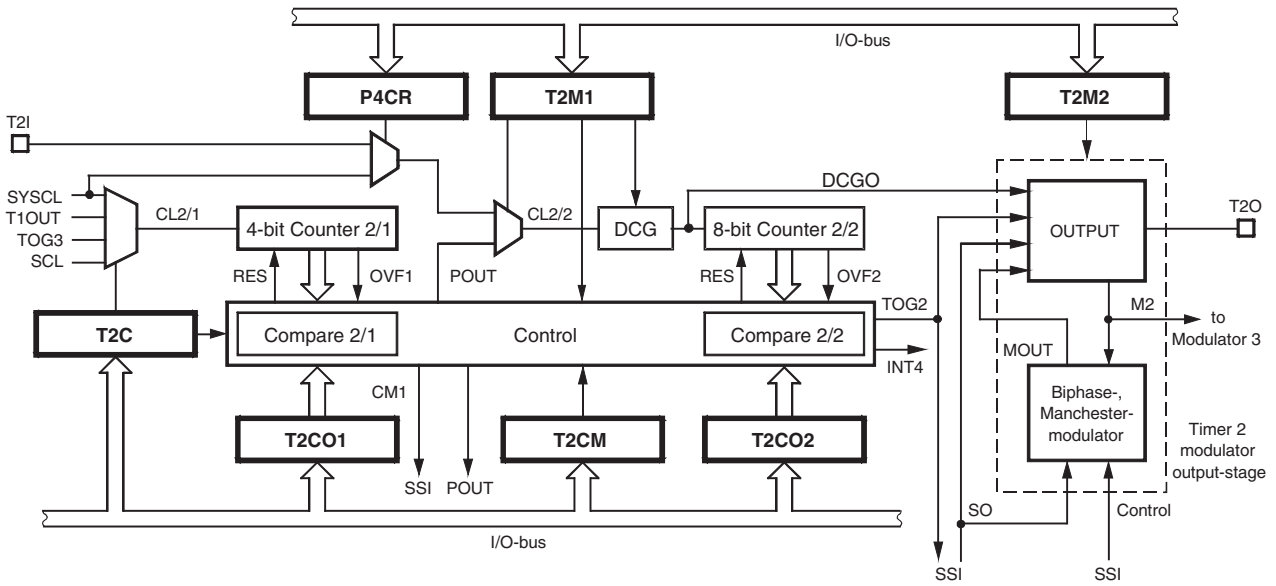 I/O-bus
P4CR
T2M1
T2M2
T2I
SYSCL
T1OUT
TOG3
SCL
CL2/1
4-bit Counter 2/1
CL2/2
DCG
8-bit Counter 2/2
DCGO
OUTPUT
T2O
RES
OVF1
POUT
RES
OVF2
TOG2
M2
to
Modulator 3
T2C
Compare 2/1
Control
Compare 2/2
INT4
MOUT
Biphase-,
Manchester-
modulator
CM1
T2CO1
T2CM
T2CO2
Timer 2
modulator
output-stage
SSI
POUT
SO
Control
I/O-bus
SSI
SSI